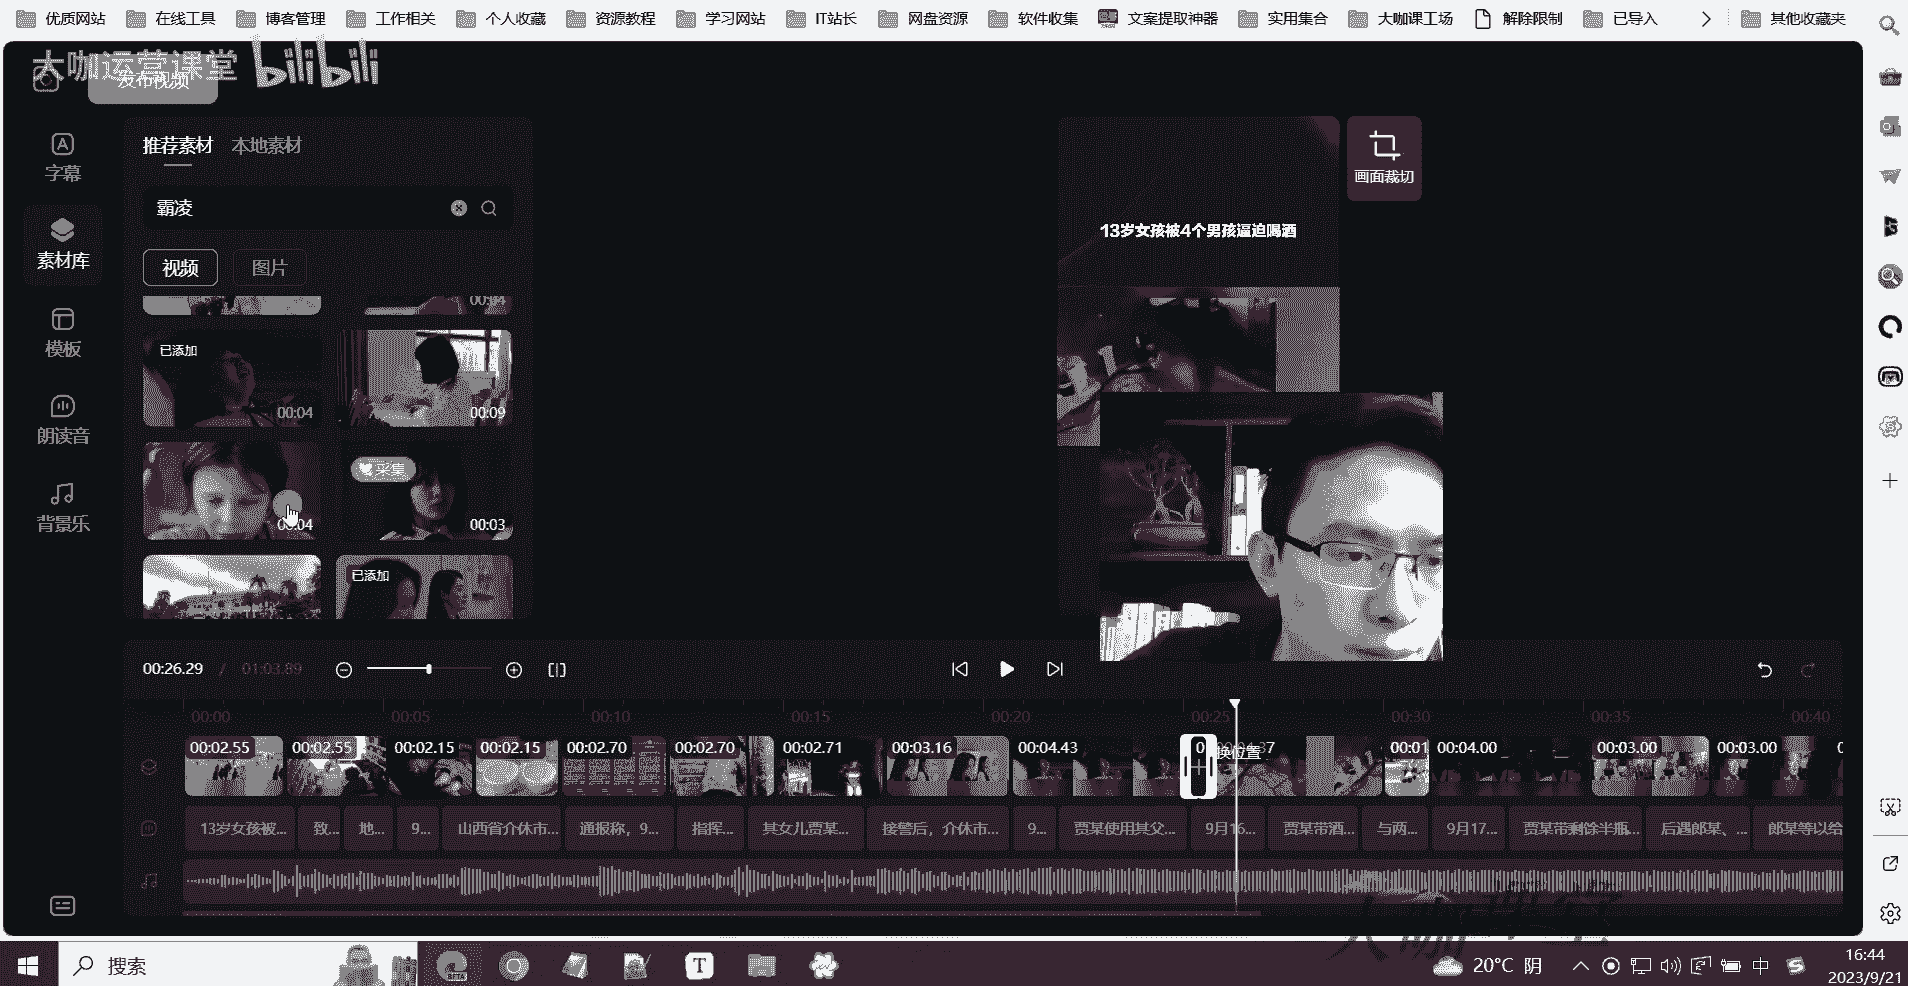 优质网站 在线工具 博客管理 工作相关 个人收藏 资源教程 学习网站 IT站长 网盘资源 软件收集 文案提取神器 实用集合 大咖课工场 解除限制 已导入 其他收藏夹
大咖运营课堂 bilibili
发布视频
推荐素材 本地素材
画面裁切
字幕
霸凌
13岁女孩被4个男孩逼迫喝酒
素材库
视频 图片
00:04
模板
已添加
00:04 00:09
朗读音
采集
00:04 00:03
背景乐
已添加
00:26.29 / 01:03.89
00:00 00:05 00:10 00:15 00:20 00:25 00:30 00:35 00:40
00:02.55 00:02.55 00:02.15 00:02.15 00:02.70 00:02.70 00:02.71 00:03.16 00:04.43 换位置 00:01 00:04.00 00:03.00 00:03.00
13岁女孩被... 致... 地... 9... 山西省介休市... 通报称，9... 指挥... 其女儿贾某... 接警后，介休市... 9... 贾某使用其父... 9月16... 贾某带酒... 与两... 9月17... 贾某带剩余半瓶... 后遇郎某、... 郎某等以给
搜索
BETA
T
20°C 阴
中
16:44
2023/9/21